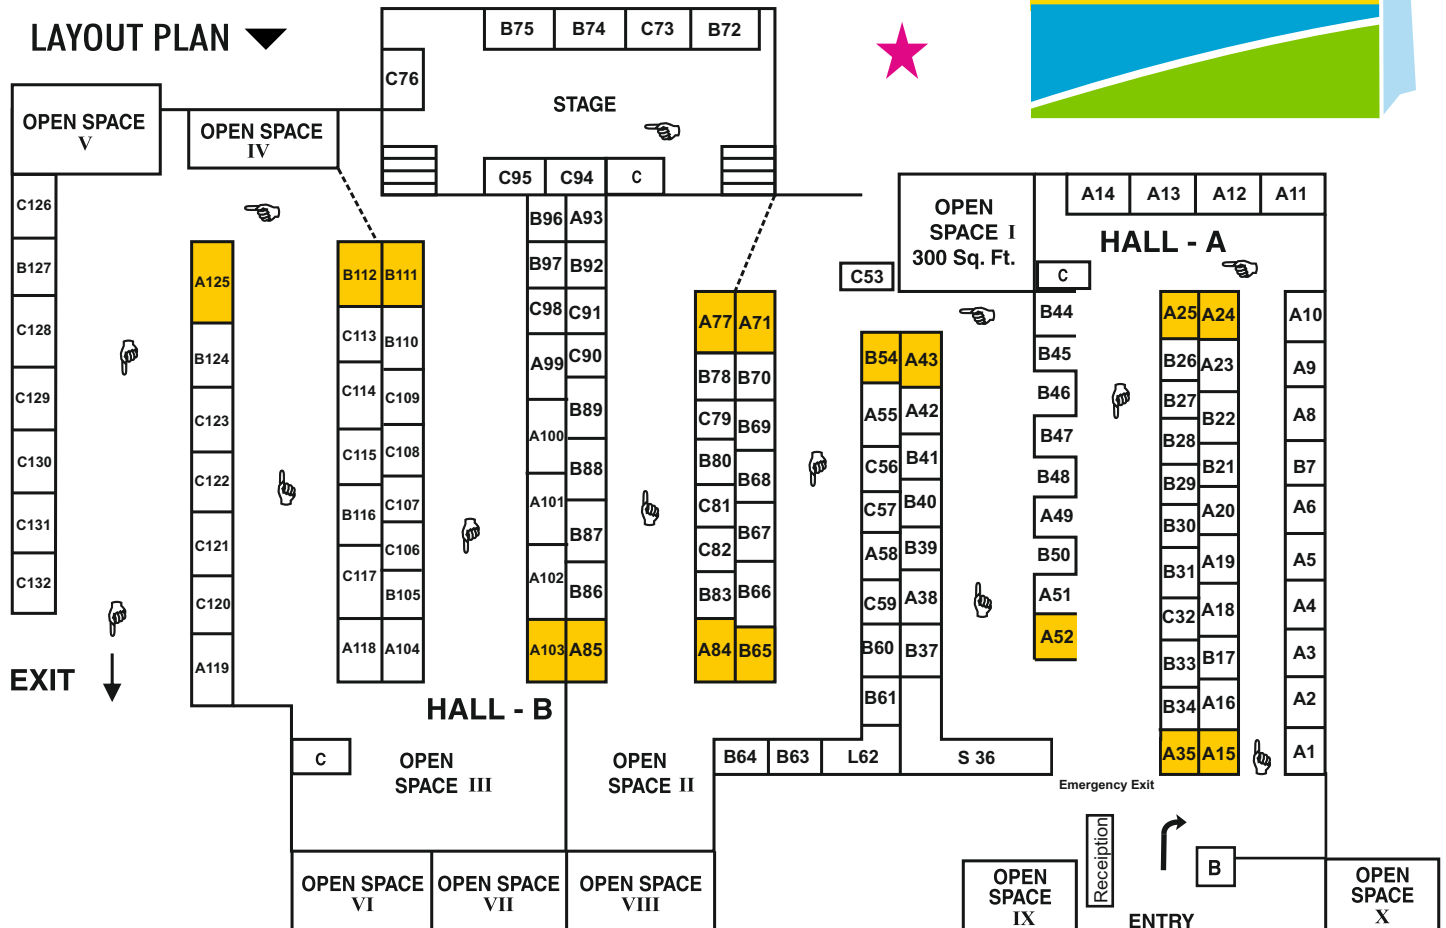 LAYOUT PLAN
B75 B74 C73 B72
C76
STAGE
OPEN SPACE
V
OPEN SPACE
IV
C95 C94 C
OPEN
SPACE I
300 Sq. Ft.
A14 A13 A12 A11
HALL - A
C
C53
C126
B127
C128
C129
C130
C131
C132
EXIT
A125
B124
C123
C122
C121
C120
A119
B112
C113
C114
C115
B116
C117
A118
B111
B110
C109
C108
C107
C106
B105
A104
B96
B97
C98
A99
A100
A101
A102
A103
A93
B92
C91
C90
B89
B88
B87
B86
A85
A77
B78
C79
B80
C81
C82
B83
A84
A71
B70
B69
B68
B67
B66
B65
B54
A55
C56
C57
A58
C59
B60
B61
A43
A42
B41
B40
B39
A38
B37
B44
B45
B46
B47
B48
A49
B50
A51
A52
A25
B26
B27
B28
B29
B30
B31
C32
B33
B34
A35
A24
A23
B22
B21
A20
A19
A18
B17
A16
A15
A10
A9
A8
B7
A6
A5
A4
A3
A2
A1
HALL - B
C
OPEN
SPACE III
OPEN
SPACE II
B64 B63 L62 S 36
Emergency Exit
Receiption
B
OPEN SPACE
VI
OPEN SPACE
VII
OPEN SPACE
VIII
OPEN
SPACE
IX
ENTRY
OPEN
SPACE
X